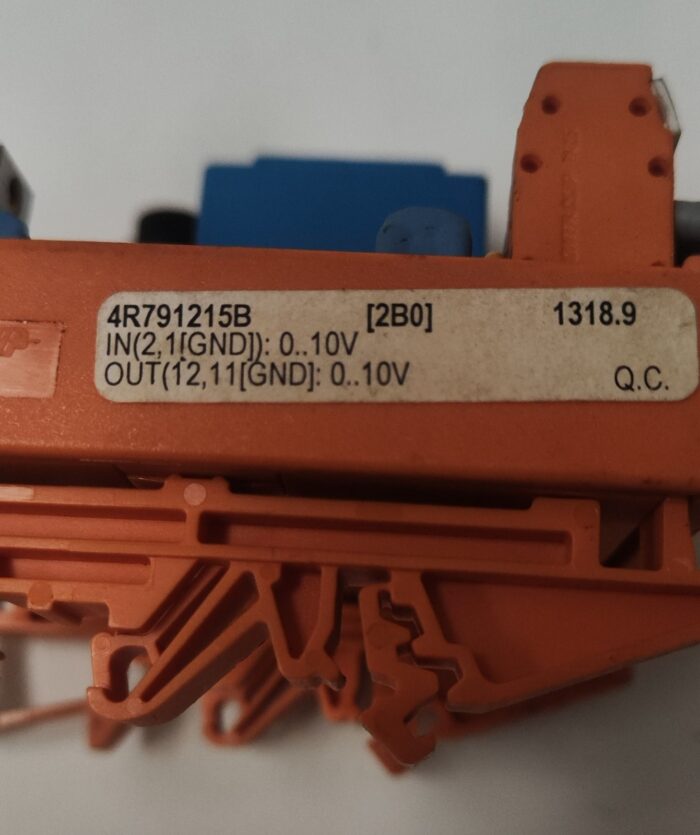 4R791215B [2B0] 1318.9
IN(2,1[GND]): 0..10V
OUT(12,11[GND]: 0..10V Q.C.